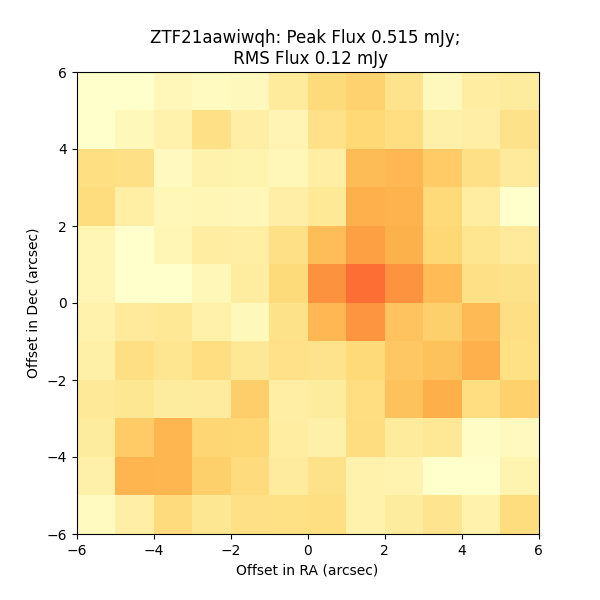 ZTF21aawiwqh: Peak Flux 0.515 mJy;
RMS Flux 0.12 mJy
6
4
2
0
−2
−4
−6
Offset in Dec (arcsec)
−6 −4 −2 0 2 4 6
Offset in RA (arcsec)